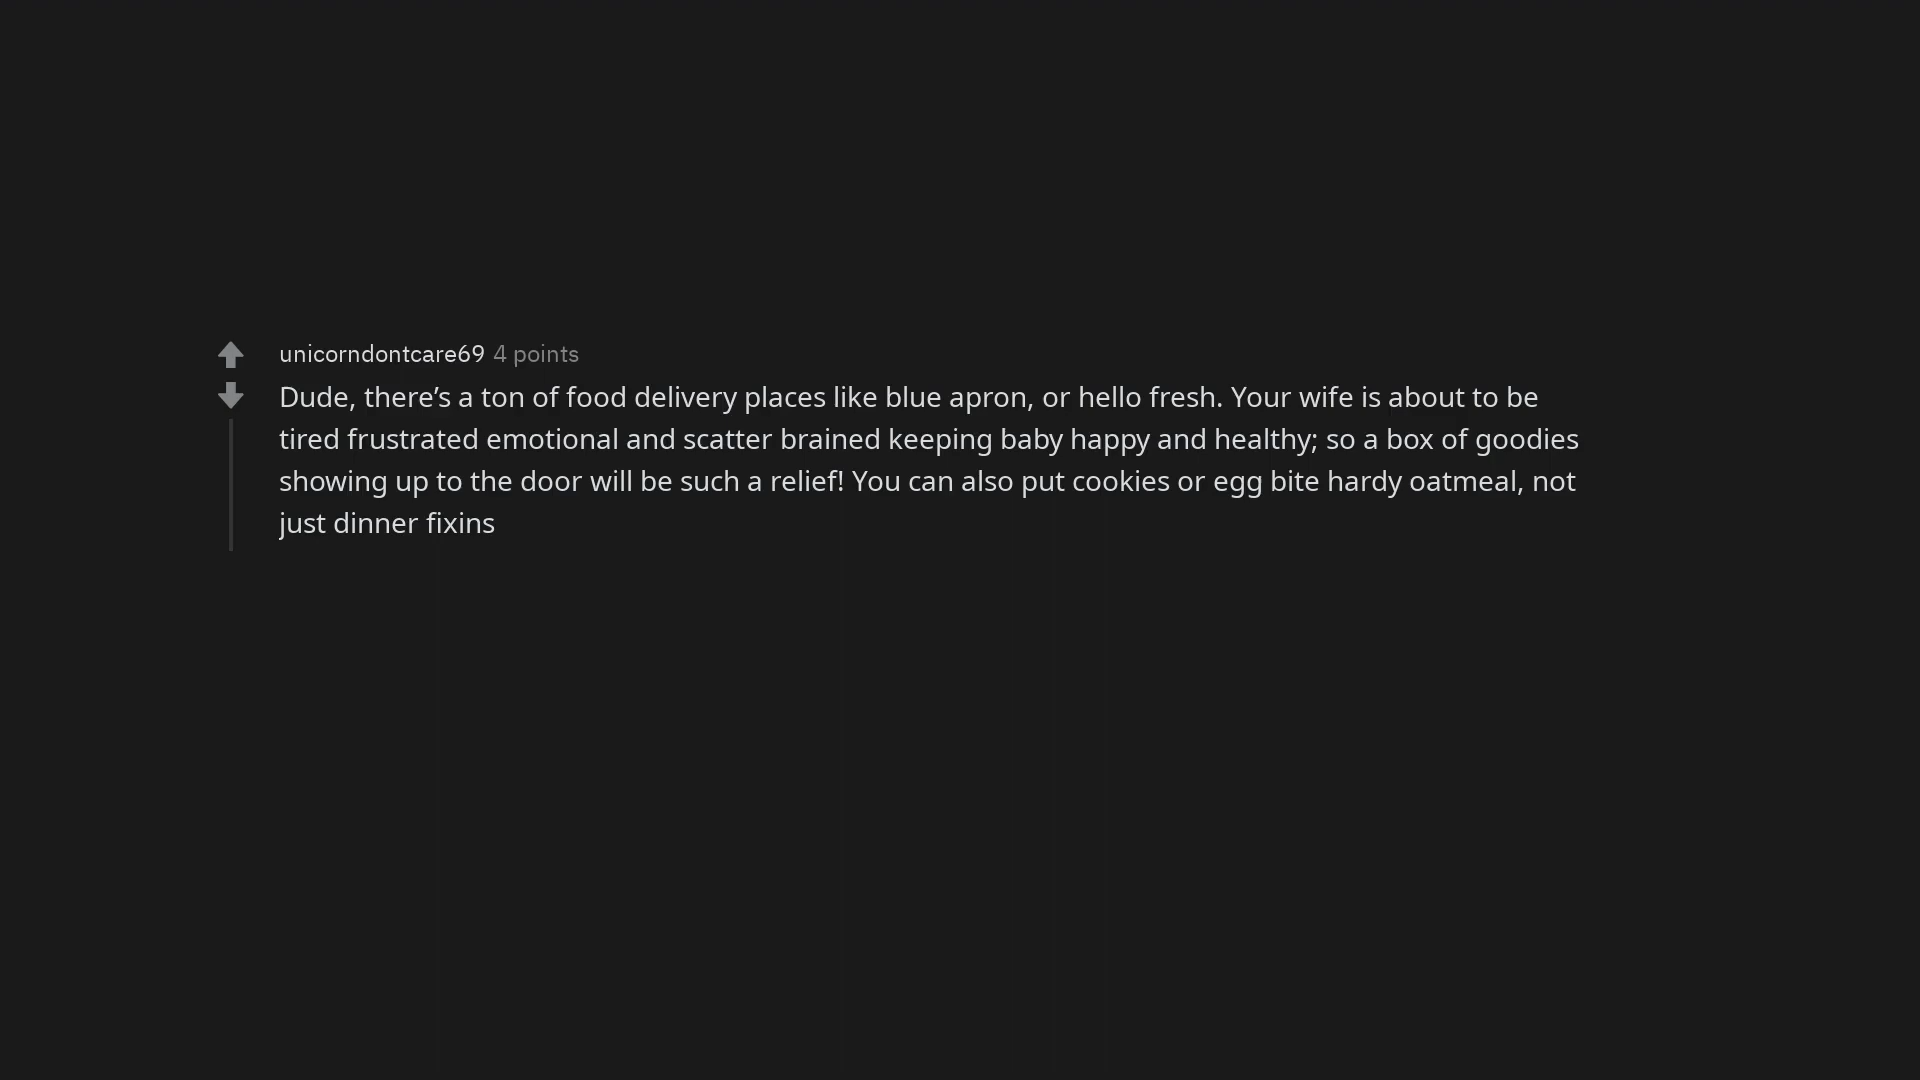 unicorndontcare69 4 points
Dude, there’s a ton of food delivery places like blue apron, or hello fresh. Your wife is about to be
tired frustrated emotional and scatter brained keeping baby happy and healthy; so a box of goodies
showing up to the door will be such a relief! You can also put cookies or egg bite hardy oatmeal, not
just dinner fixins